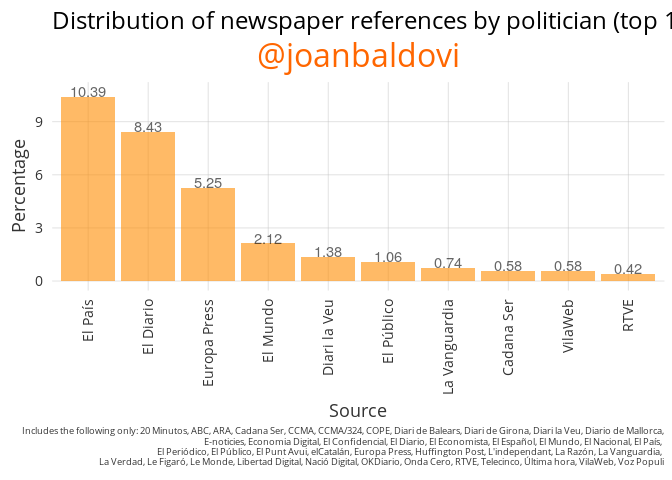 Distribution of newspaper references by politician (top 1
@joanbaldovi
Percentage
9
6
3
0
10.39
8.43
5.25
2.12
1.38
1.06
0.74
0.58
0.58
0.42
El País
El Diario
Europa Press
El Mundo
Diari la Veu
El Público
La Vanguardia
Cadana Ser
VilaWeb
RTVE
Source
Includes the following only: 20 Minutos, ABC, ARA, Cadana Ser, CCMA, CCMA/324, COPE, Diari de Balears, Diari de Girona, Diari la Veu, Diario de Mallorca,
E-noticies, Economia Digital, El Confidencial, El Diario, El Economista, El Español, El Mundo, El Nacional, El País,
El Periódico, El Público, El Punt Avui, elCatalán, Europa Press, Huffington Post, L'independant, La Razón, La Vanguardia,
La Verdad, Le Figaró, Le Monde, Libertad Digital, Nació Digital, OKDiario, Onda Cero, RTVE, Telecinco, Última hora, VilaWeb, Voz Populi